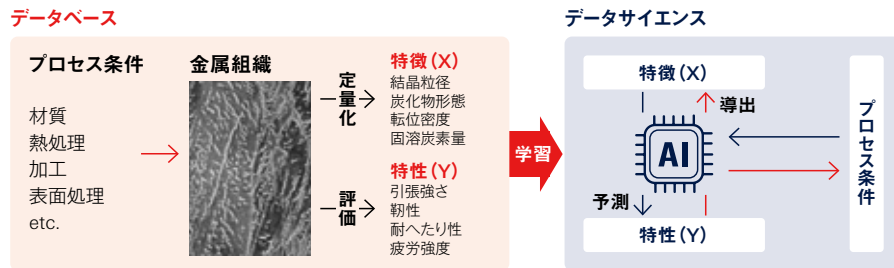 データベース
プロセス条件
材質
熱処理
加工
表面処理
etc.
金属組織
定量化
特徴(X)
結晶粒径
炭化物形態
転位密度
固溶炭素量
評価
特性(Y)
引張強さ
靭性
耐へたり性
疲労強度
学習
データサイエンス
特徴(X)
導出
AI
予測
特性(Y)
プロセス条件